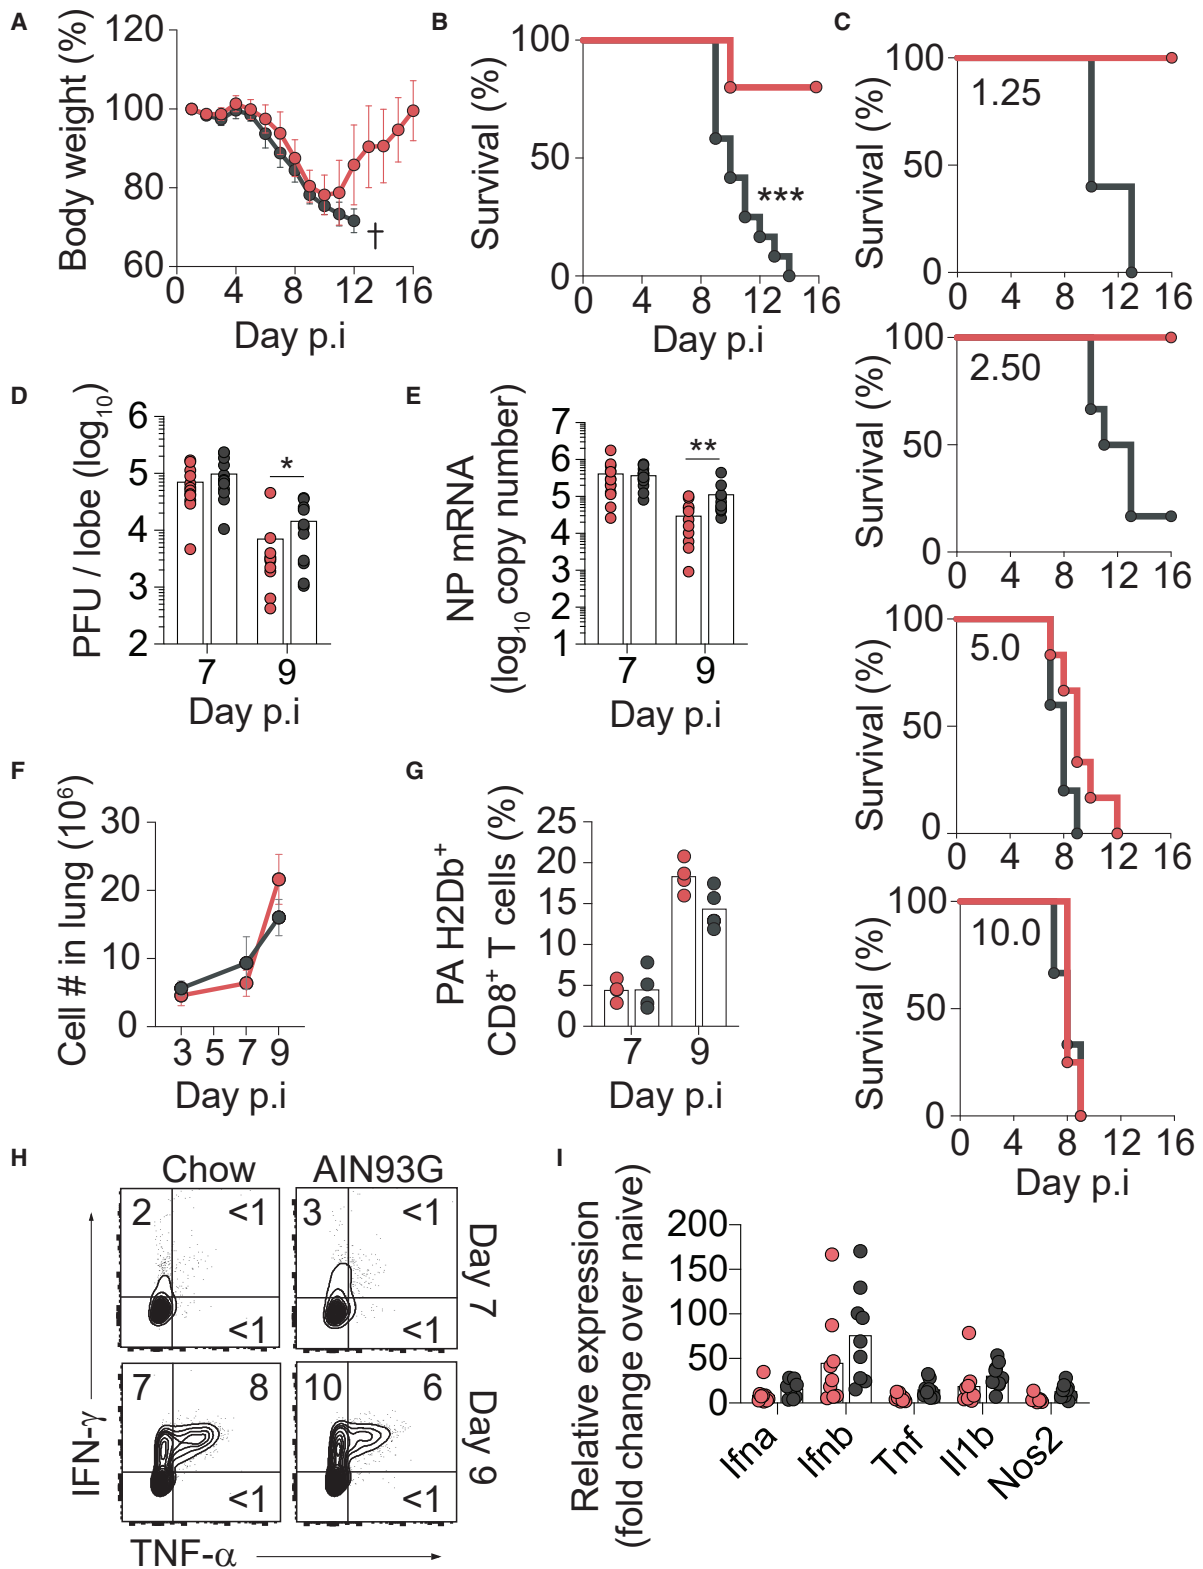 A
Body weight (%)
120
100
80
60
†
0 4 8 12 16
Day p.i
B
Survival (%)
100
50
0
***
0 4 8 12 16
Day p.i
C
Survival (%)
100
50
0
1.25
0 4 8 12 16
Survival (%)
100
50
0
2.50
0 4 8 12 16
Survival (%)
100
50
0
5.0
0 4 8 12 16
Survival (%)
100
50
0
10.0
0 4 8 12 16
Day p.i
D
PFU / lobe (log10)
6
5
4
3
2
*
7 9
Day p.i
E
NP mRNA
(log10 copy number)
7
6
5
4
3
2
1
**
7 9
Day p.i
F
Cell # in lung (10⁶)
30
20
10
0
3 5 7 9
Day p.i
G
PA H2Db⁺
CD8⁺ T cells (%)
25
20
15
10
5
0
7 9
Day p.i
H
Chow AIN93G
2 <1 3 <1
<1 <1
Day 7
7 8 10 6
<1 <1
Day 9
IFN-γ
TNF-α
I
Relative expression
(fold change over naive)
200
150
100
50
0
Ifna Ifnb Tnf Il1b Nos2